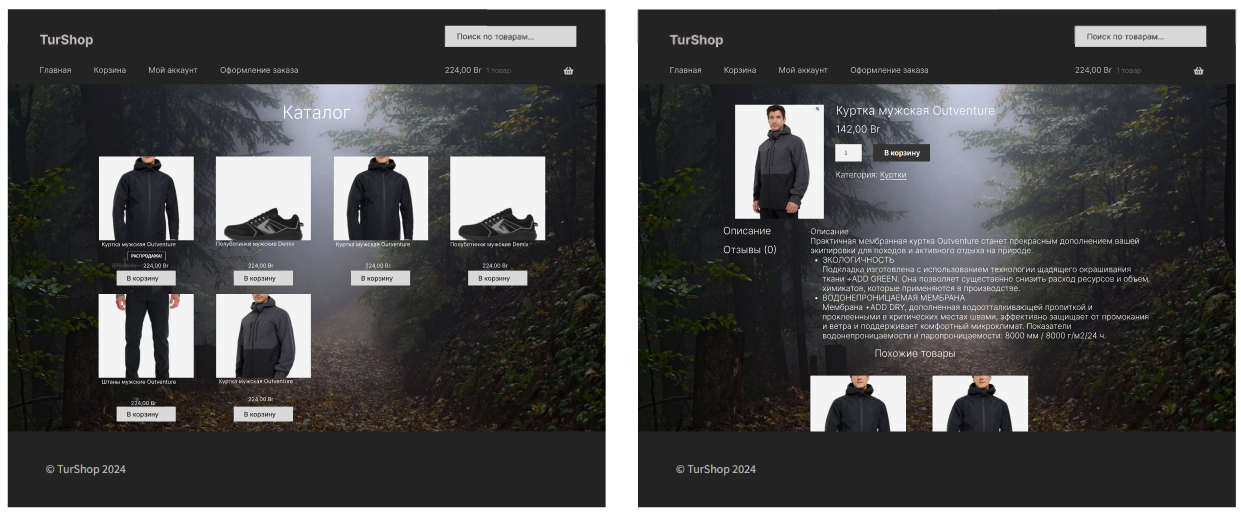 TurShop
Поиск по товарам...
Главная Корзина Мой аккаунт Оформление заказа
224,00 Br 1 товар
Каталог
Куртка мужская Outventure
Полуботинки мужские Demix
Куртка мужская Outventure
Полуботинки мужские Demix
РАСПРОДАЖА!
224,00 Br
224,00 Br
224,00 Br
224,00 Br
В корзину
В корзину
В корзину
В корзину
Штаны мужские Outventure
Куртка мужская Outventure
224,00 Br
224,00 Br
В корзину
В корзину
© TurShop 2024
TurShop
Поиск по товарам...
Главная Корзина Мой аккаунт Оформление заказа
224,00 Br 1 товар
Куртка мужская Outventure
142,00 Br
1 В корзину
Категория: Куртки
Описание
Отзывы (0)
Описание
Практичная мембранная куртка Outventure станет прекрасным дополнением вашей
экипировки для походов и активного отдыха на природе.
• ЭКОЛОГИЧНОСТЬ
Подкладка изготовлена с использованием технологии щадящего окрашивания
ткани +ADD GREEN. Она позволяет существенно снизить расход ресурсов и объем
химикатов, которые применяются в производстве.
• ВОДОНЕПРОНИЦАЕМАЯ МЕМБРАНА
Мембрана +ADD DRY, дополненная водоотталкивающей пропиткой и
проклеенными в критических местах швами, эффективно защищает от промокания
и ветра и поддерживает комфортный микроклимат. Показатели
водонепроницаемости и паропроницаемости: 8000 мм / 8000 г/м2/24 ч.
Похожие товары
© TurShop 2024